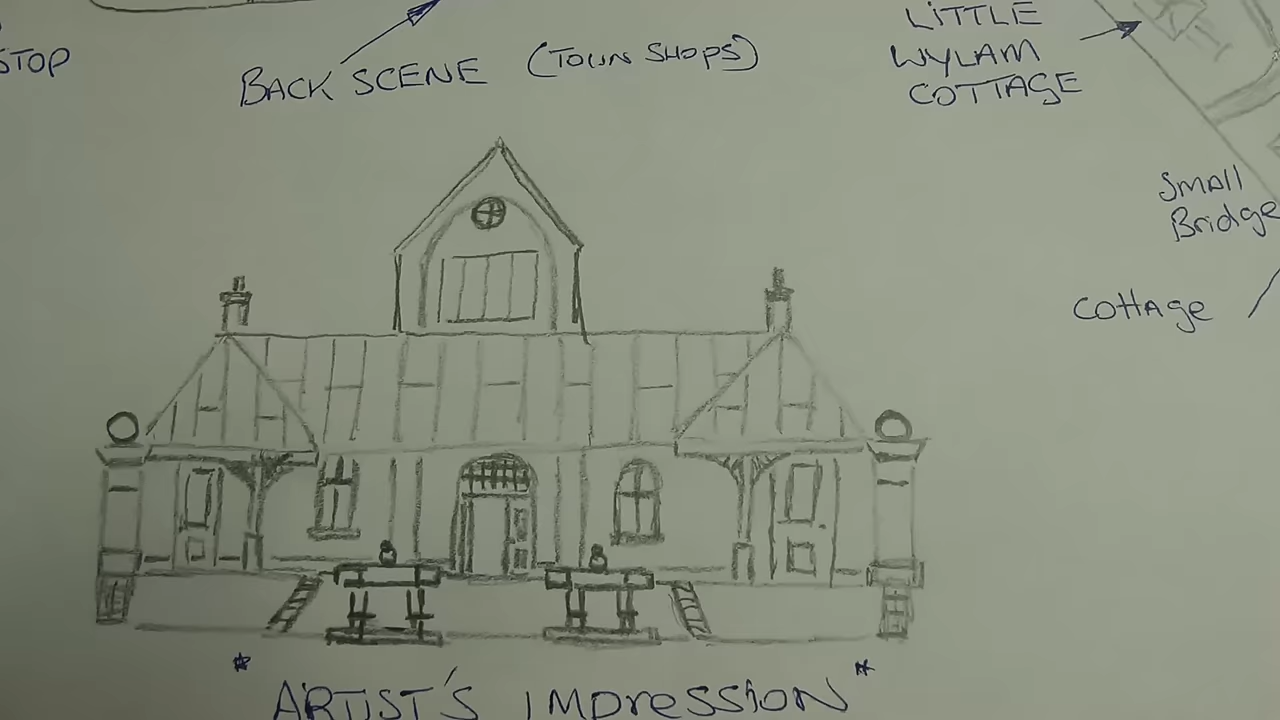 STOP
BACK SCENE (TOWN SHOPS)
LITTLE
WYLAM
COTTAGE
SMALL
BridgE
COTTAgE
* ARTIST'S IMPRESSION *